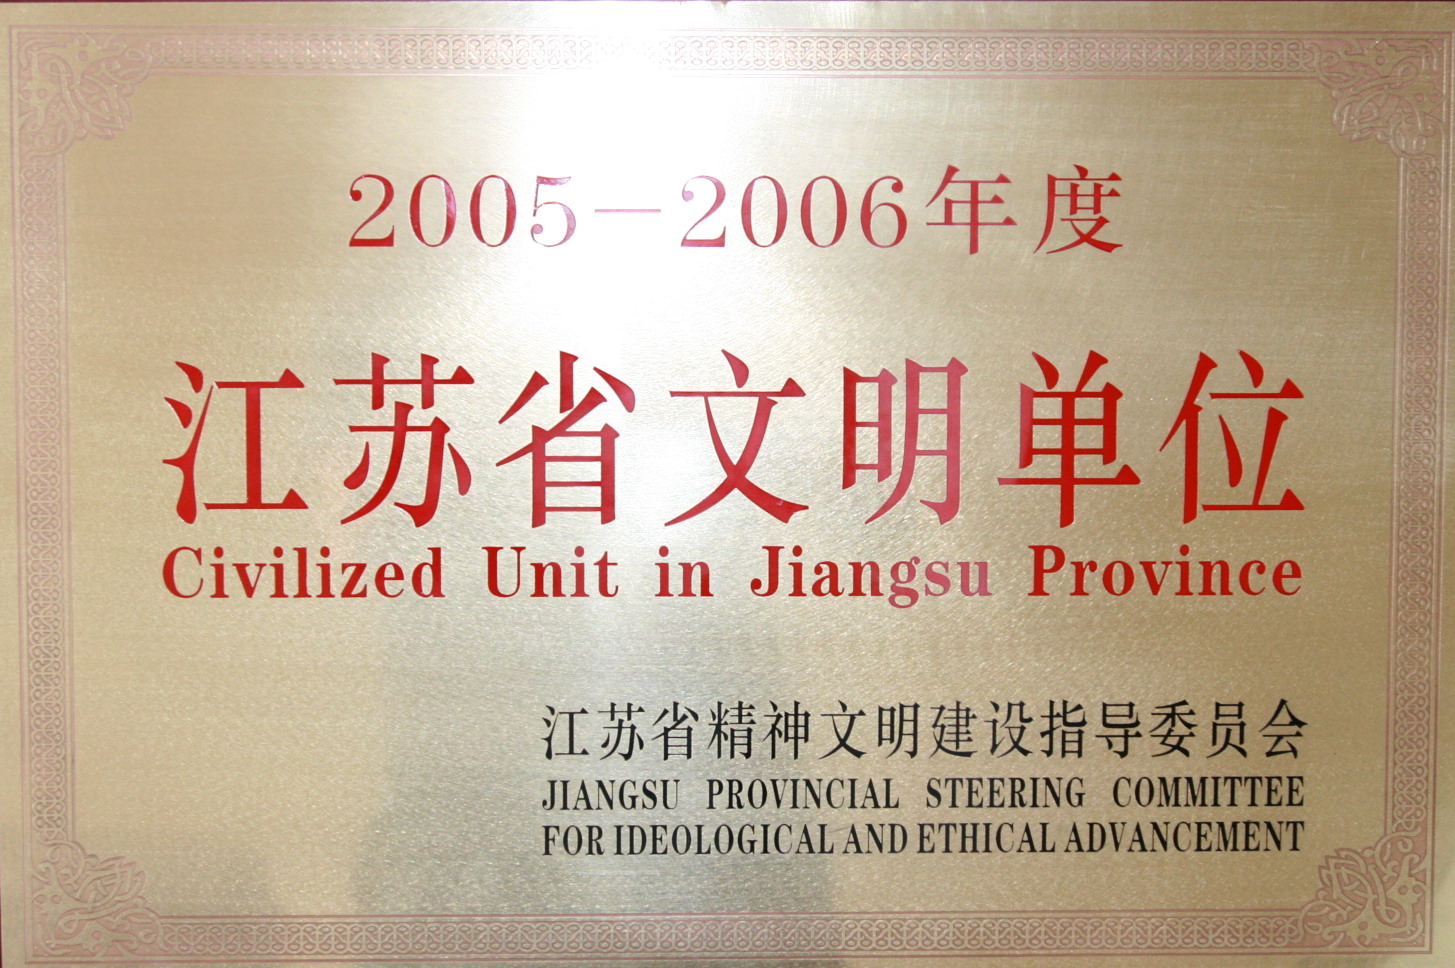 2005－2006年度
江苏省文明单位
Civilized Unit in Jiangsu Province
江苏省精神文明建设指导委员会
JIANGSU PROVINCIAL STEERING COMMITTEE
FOR IDEOLOGICAL AND ETHICAL ADVANCEMENT